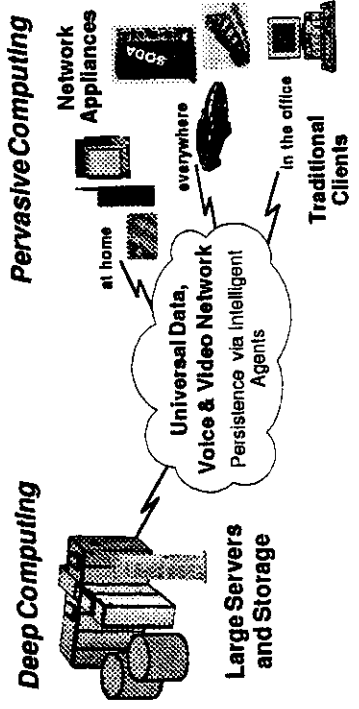 Deep Computing
Large Servers
and Storage
Universal Data,
Voice & Video Network
Persistence via Intelligent
Agents
Pervasive Computing
Network
Appliances
at home
everywhere
SODA
in the office
Traditional
Clients